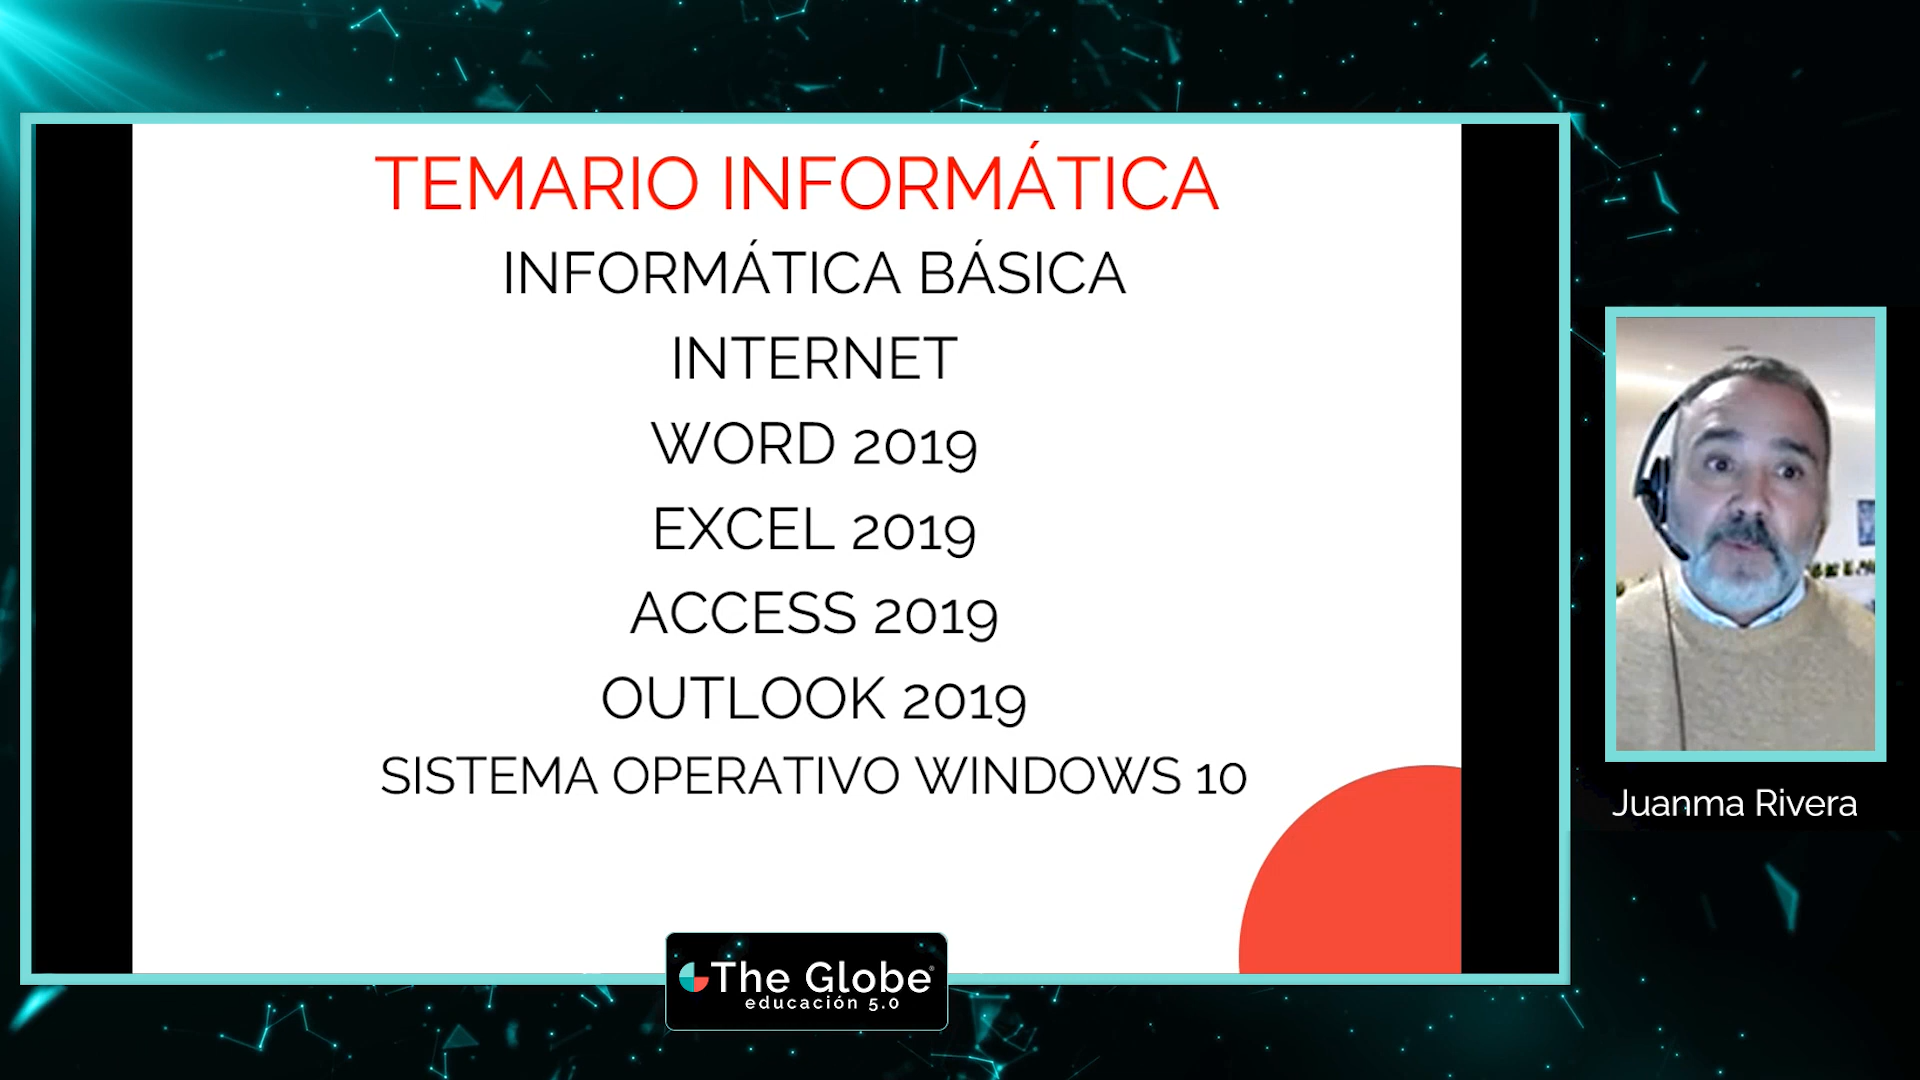 TEMARIO INFORMÁTICA
INFORMÁTICA BÁSICA
INTERNET
WORD 2019
EXCEL 2019
ACCESS 2019
OUTLOOK 2019
SISTEMA OPERATIVO WINDOWS 10
Juanma Rivera
The Globe®
educación 5.0